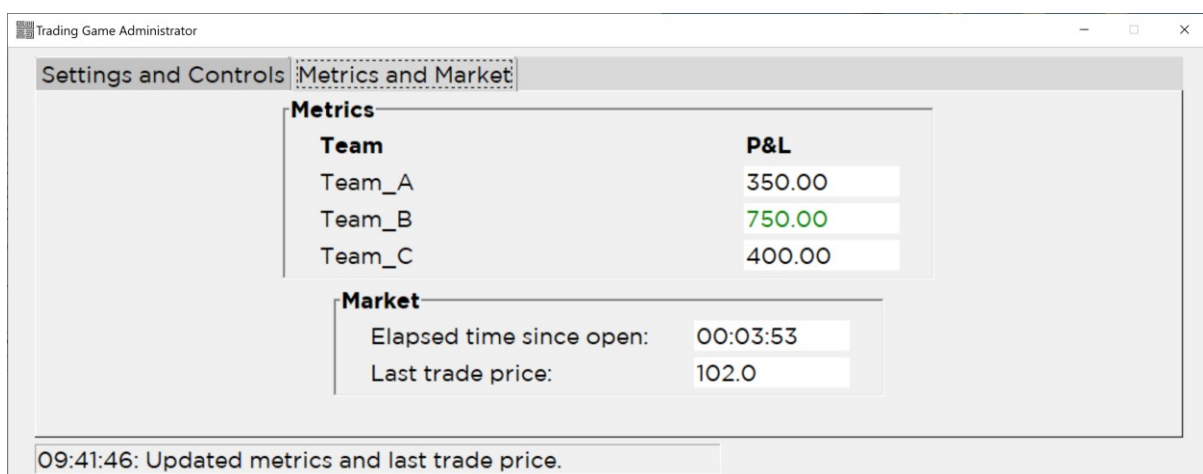 Trading Game Administrator
Settings and Controls Metrics and Market
Metrics
Team P&L
Team_A 350.00
Team_B 750.00
Team_C 400.00
Market
Elapsed time since open: 00:03:53
Last trade price: 102.0
09:41:46: Updated metrics and last trade price.